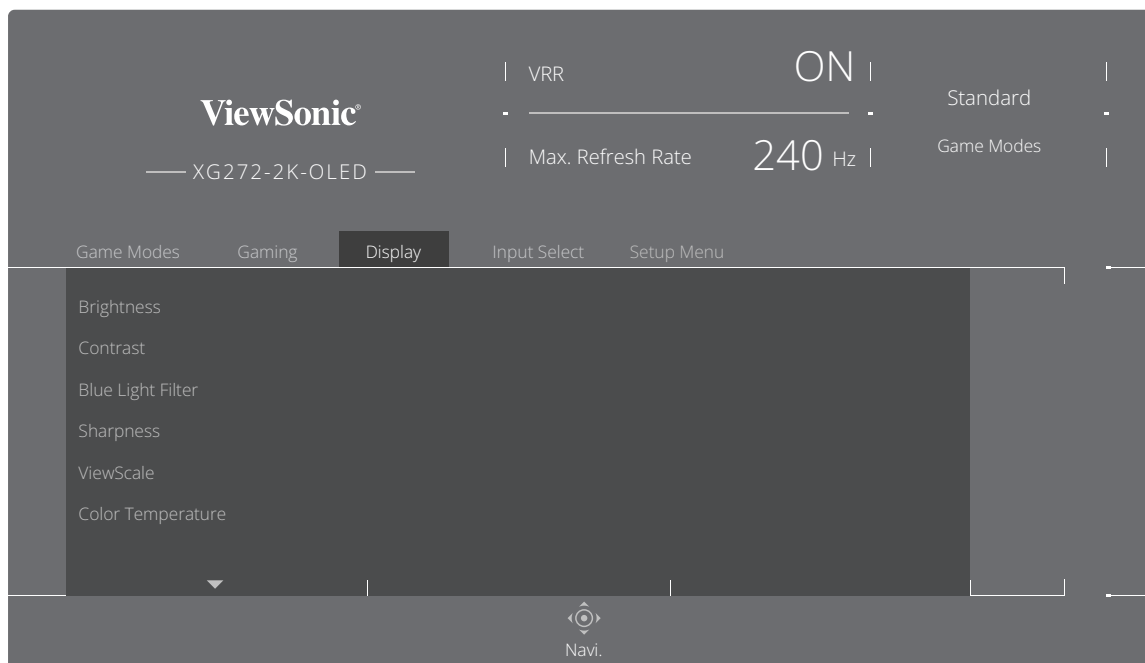 ViewSonic®
XG272-2K-OLED
VRR ON
Max. Refresh Rate 240 Hz
Standard
Game Modes
Game Modes Gaming Display Input Select Setup Menu
Brightness
Contrast
Blue Light Filter
Sharpness
ViewScale
Color Temperature
Navi.